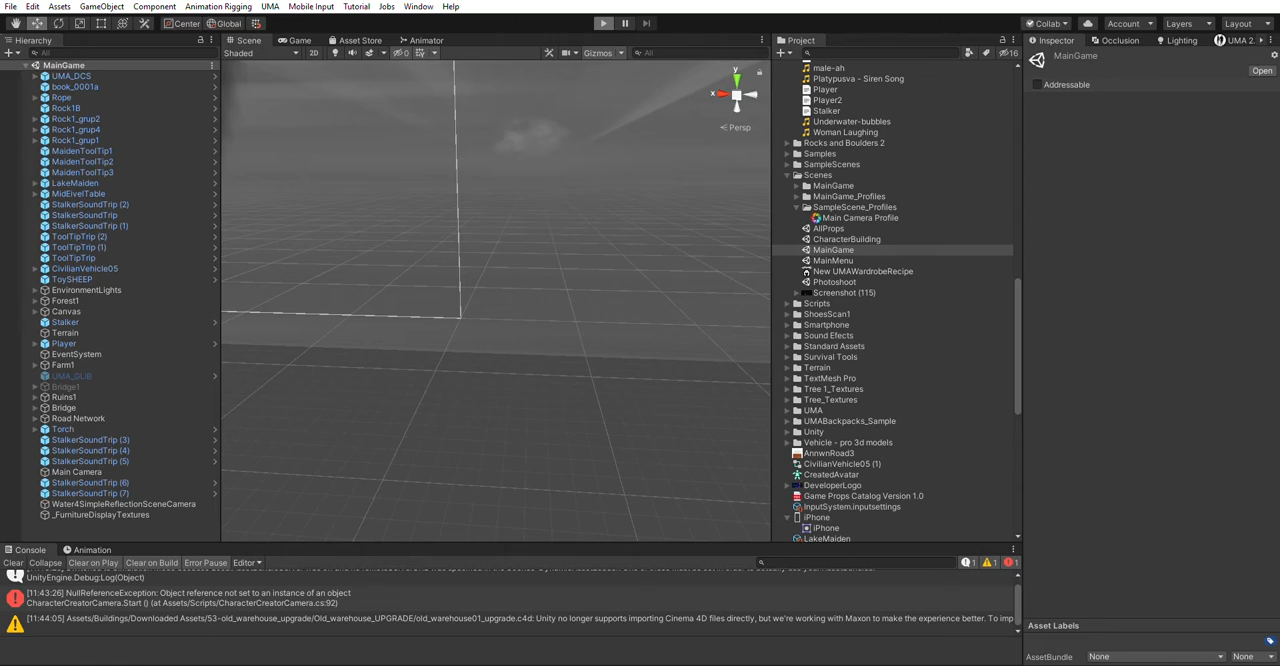 File Edit Assets GameObject Component Animation Rigging UMA Mobile Input Tutorial Jobs Window Help
Center Global Collab Account Layers Layout
Hierarchy Scene Game Asset Store Animator Project Inspector Occlusion Lighting UMA 2.
All Shaded 2D 0 Gizmos All 16 MainGame Open
Addressable
MainGame
UMA_DCS
book_0001a
Rope
Rock1B
Rock1_grup2
Rock1_grup4
Rock1_grup1
MaidenToolTip1
MaidenToolTip2
MaidenToolTip3
LakeMaiden
MidEivelTable
StalkerSoundTrip (2)
StalkerSoundTrip
StalkerSoundTrip (1)
ToolTipTrip (2)
ToolTipTrip (1)
ToolTipTrip
CivilianVehicle05
ToySHEEP
EnvironmentLights
Forest1
Canvas
Stalker
Terrain
Player
EventSystem
Farm1
UMA_GLIB
Bridge1
Ruins1
Bridge
Road Network
Torch
StalkerSoundTrip (3)
StalkerSoundTrip (4)
StalkerSoundTrip (5)
Main Camera
StalkerSoundTrip (6)
StalkerSoundTrip (7)
Water4SimpleReflectionSceneCamera
_FurnitureDisplayTextures
y
x
Persp
male-ah
Platypusva - Siren Song
Player
Player2
Stalker
Underwater-bubbles
Woman Laughing
Rocks and Boulders 2
Samples
SampleScenes
Scenes
MainGame
MainGame_Profiles
SampleScene_Profiles
Main Camera Profile
AllProps
CharacterBuilding
MainGame
MainMenu
New UMAWardrobeRecipe
Photoshoot
Screenshot (115)
Scripts
ShoesScan1
Smartphone
Sound Effects
Standard Assets
Survival Tools
Terrain
TextMesh Pro
Tree 1_Textures
Tree_Textures
UMA
UMABackpacks_Sample
Unity
Vehicle - pro 3d models
AnnwnRoad3
CivilianVehicle05 (1)
CreatedAvatar
DeveloperLogo
Game Props Catalog Version 1.0
InputSystem.inputsettings
iPhone
iPhone
LakeMaiden
Console Animation
Clear Collapse Clear on Play Clear on Build Error Pause Editor 1 1 1
UnityEngine.Debug:Log(Object)
[11:43:26] NullReferenceException: Object reference not set to an instance of an object
CharacterCreatorCamera.Start () (at Assets/Scripts/CharacterCreatorCamera.cs:92)
[11:44:05] Assets/Buildings/Downloaded Assets/53-old_warehouse_upgrade/Old_warehouse_UPGRADE/old_warehouse01_upgrade.c4d: Unity no longer supports importing Cinema 4D files directly, but we're working with Maxon to make the experience better. To imp
Asset Labels
AssetBundle None None